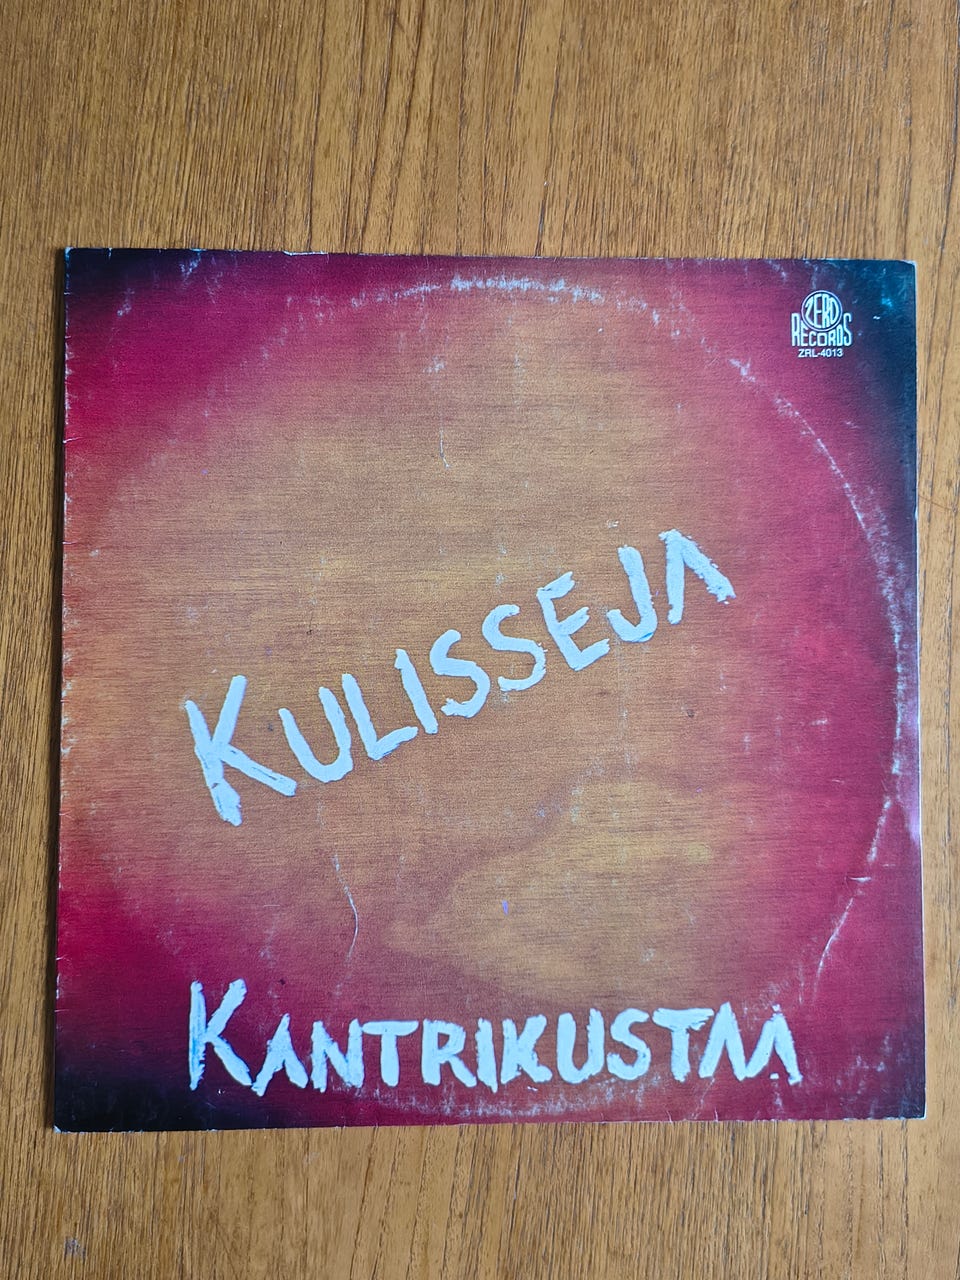 ZERO
RECORDS
ZRL-4013
KULISSEJA
KANTRIKUSTAA